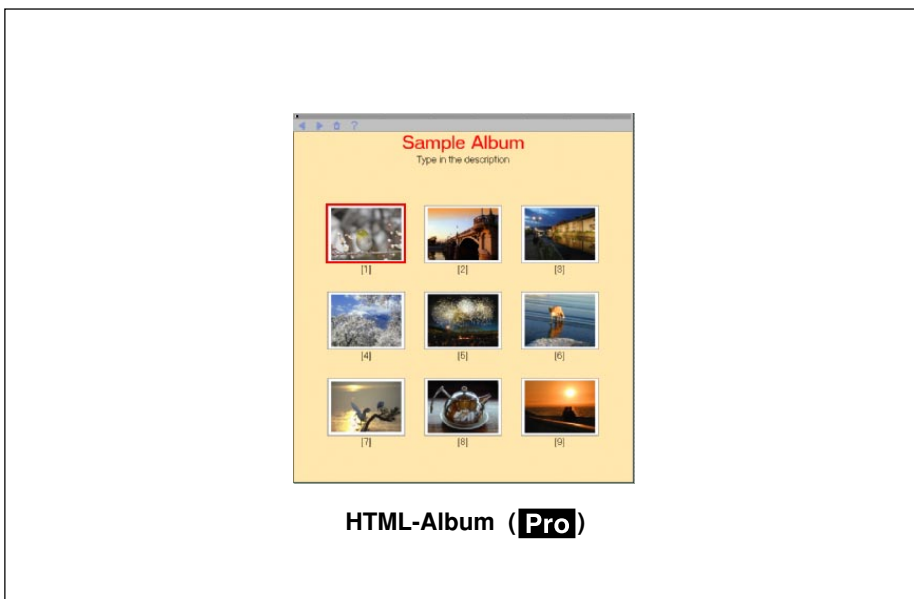 ?
Sample Album
Type in the description
[1] [2] [3]
[4] [5] [6]
[7] [8] [9]
HTML-Album (Pro)